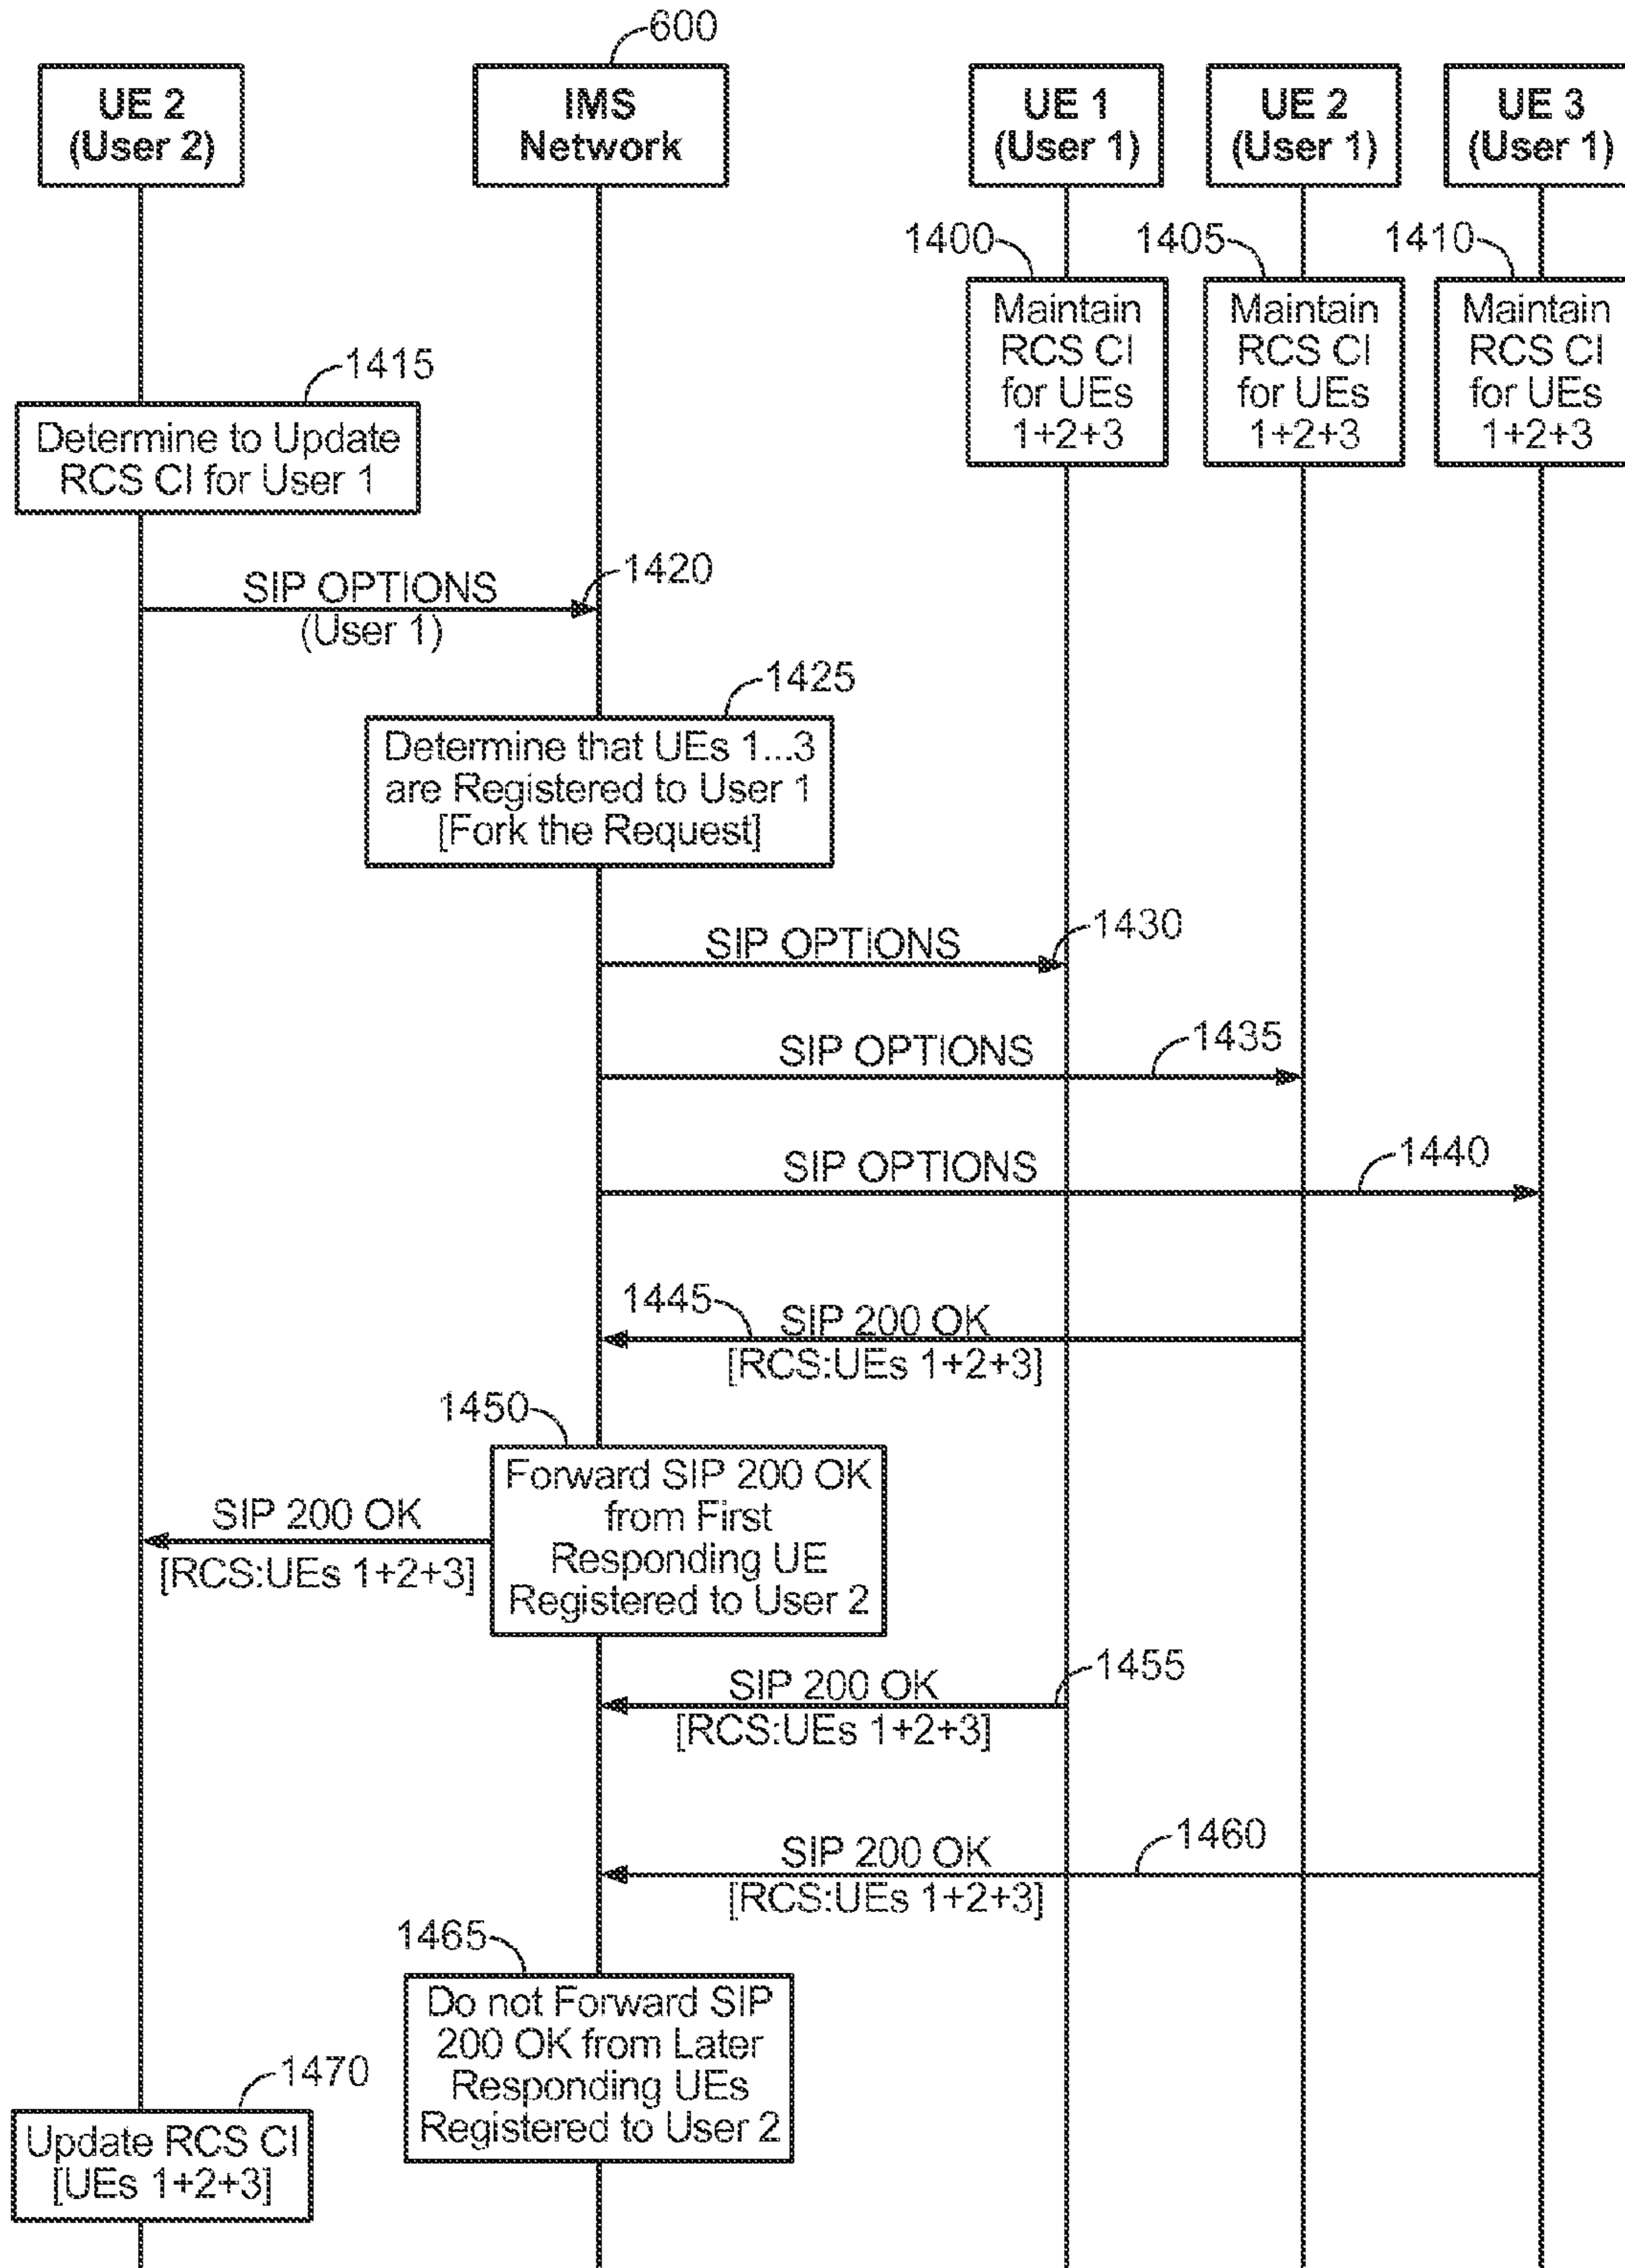 600
UE 2
(User 2)
IMS
Network
UE 1
(User 1)
UE 2
(User 1)
UE 3
(User 1)
1400
1405
1410
Maintain
RCS CI
for UEs
1+2+3
Maintain
RCS CI
for UEs
1+2+3
Maintain
RCS CI
for UEs
1+2+3
1415
Determine to Update
RCS CI for User 1
SIP OPTIONS
(User 1)
1420
1425
Determine that UEs 1...3
are Registered to User 1
[Fork the Request]
SIP OPTIONS
1430
SIP OPTIONS
1435
SIP OPTIONS
1440
1445
SIP 200 OK
[RCS:UEs 1+2+3]
1450
Forward SIP 200 OK
from First
Responding UE
Registered to User 2
SIP 200 OK
[RCS:UEs 1+2+3]
SIP 200 OK
[RCS:UEs 1+2+3]
1455
SIP 200 OK
[RCS:UEs 1+2+3]
1460
1465
Do not Forward SIP
200 OK from Later
Responding UEs
Registered to User 2
1470
Update RCS CI
[UEs 1+2+3]